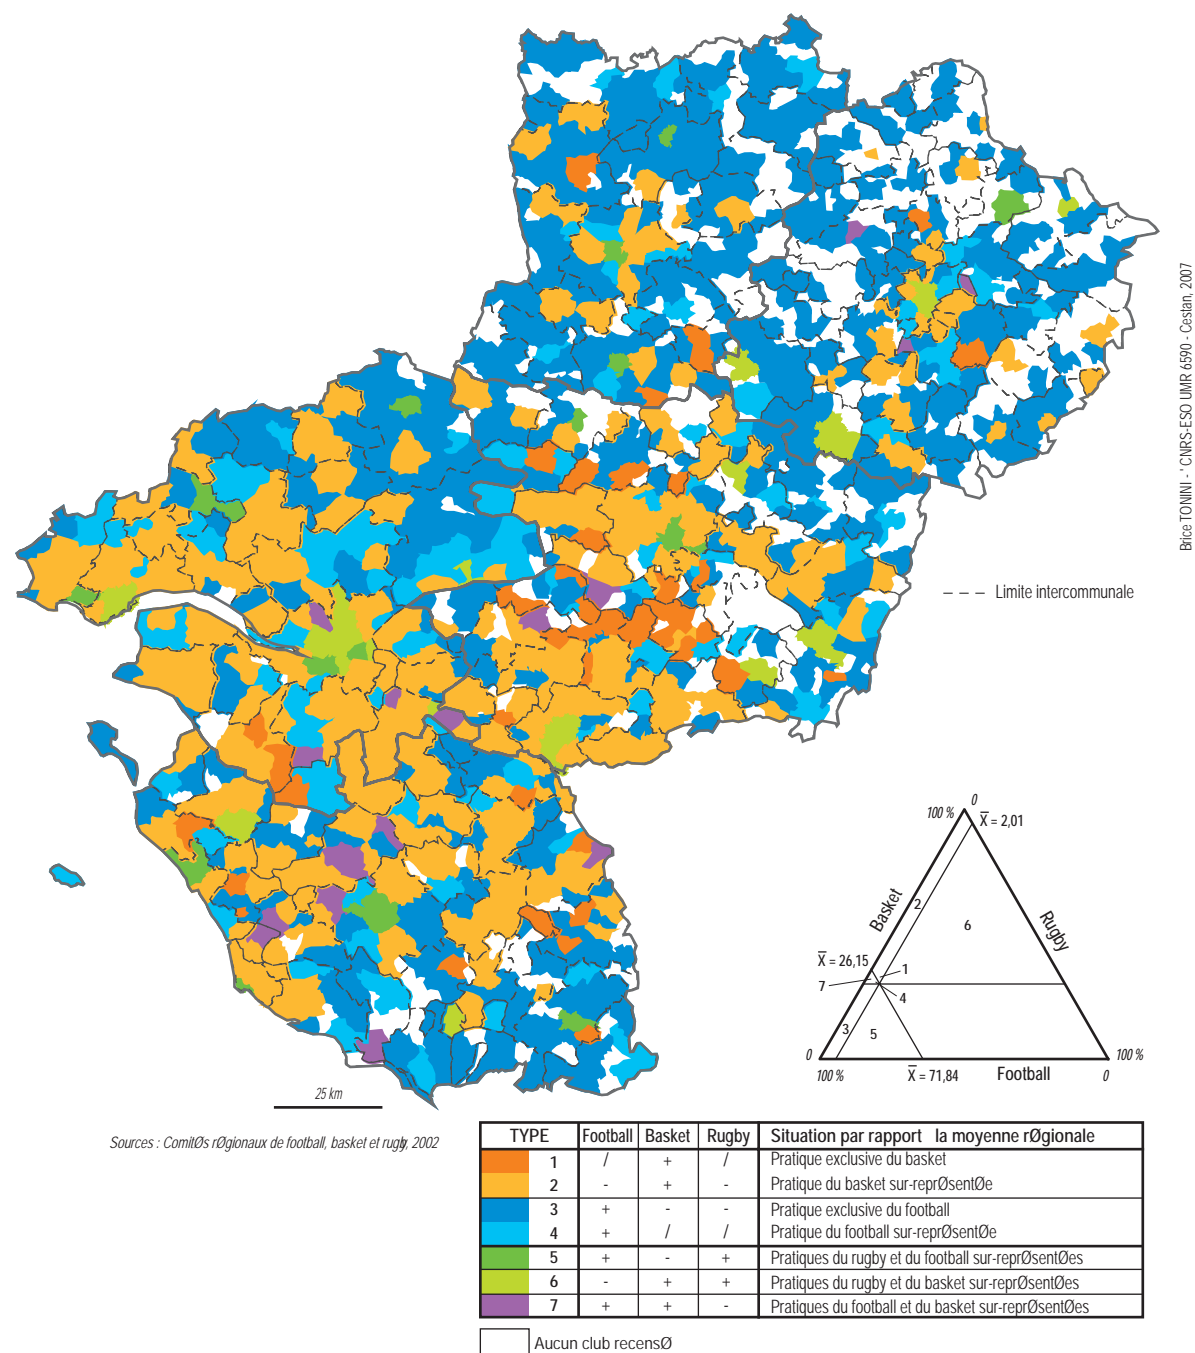 Brice TONINI - ' CNRS-ESO UMR 6590 - Cestan, 2007
Limite intercommunale
0
100 %
X̅ = 2,01
Basket
2
6
Rugby
X̅ = 26,15
1
7
4
3
5
0
100 %
100 %
X̅ = 71,84
Football
0
25 km
Sources : ComitØs rØgionaux de football, basket et rugby, 2002
TYPE Football Basket Rugby Situation par rapport la moyenne rØgionale
1 / + / Pratique exclusive du basket
2 - + - Pratique du basket sur-reprØsentØe
3 + - - Pratique exclusive du football
4 + / / Pratique du football sur-reprØsentØe
5 + - + Pratiques du rugby et du football sur-reprØsentØes
6 - + + Pratiques du rugby et du basket sur-reprØsentØes
7 + + - Pratiques du football et du basket sur-reprØsentØes
Aucun club recensØ